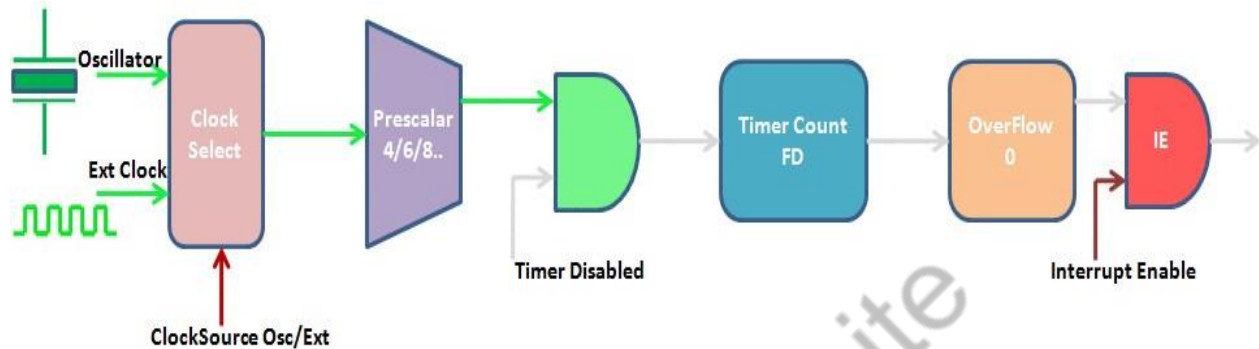 Oscillator
Ext Clock
Clock
Select
ClockSource Osc/Ext
Prescalar
4/6/8..
Timer Disabled
Timer Count
FD
OverFlow
0
IE
Interrupt Enable
ite